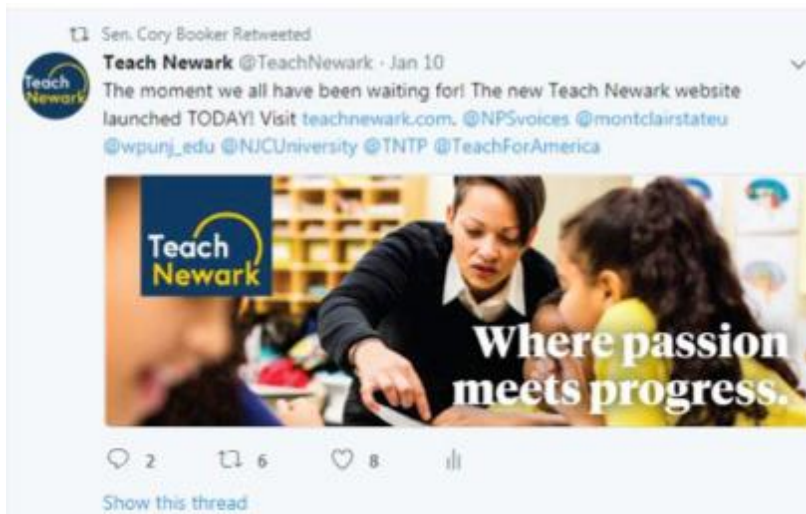 Sen. Cory Booker Retweeted
Teach Newark
Teach Newark @TeachNewark · Jan 10
The moment we all have been waiting for! The new Teach Newark website
launched TODAY! Visit teachnewark.com. @NPSvoices @montclairstateu
@wpunj_edu @NJCUniversity @TNTP @TeachForAmerica
Teach
Newark
Where passion
meets progress.
2 6 8
Show this thread